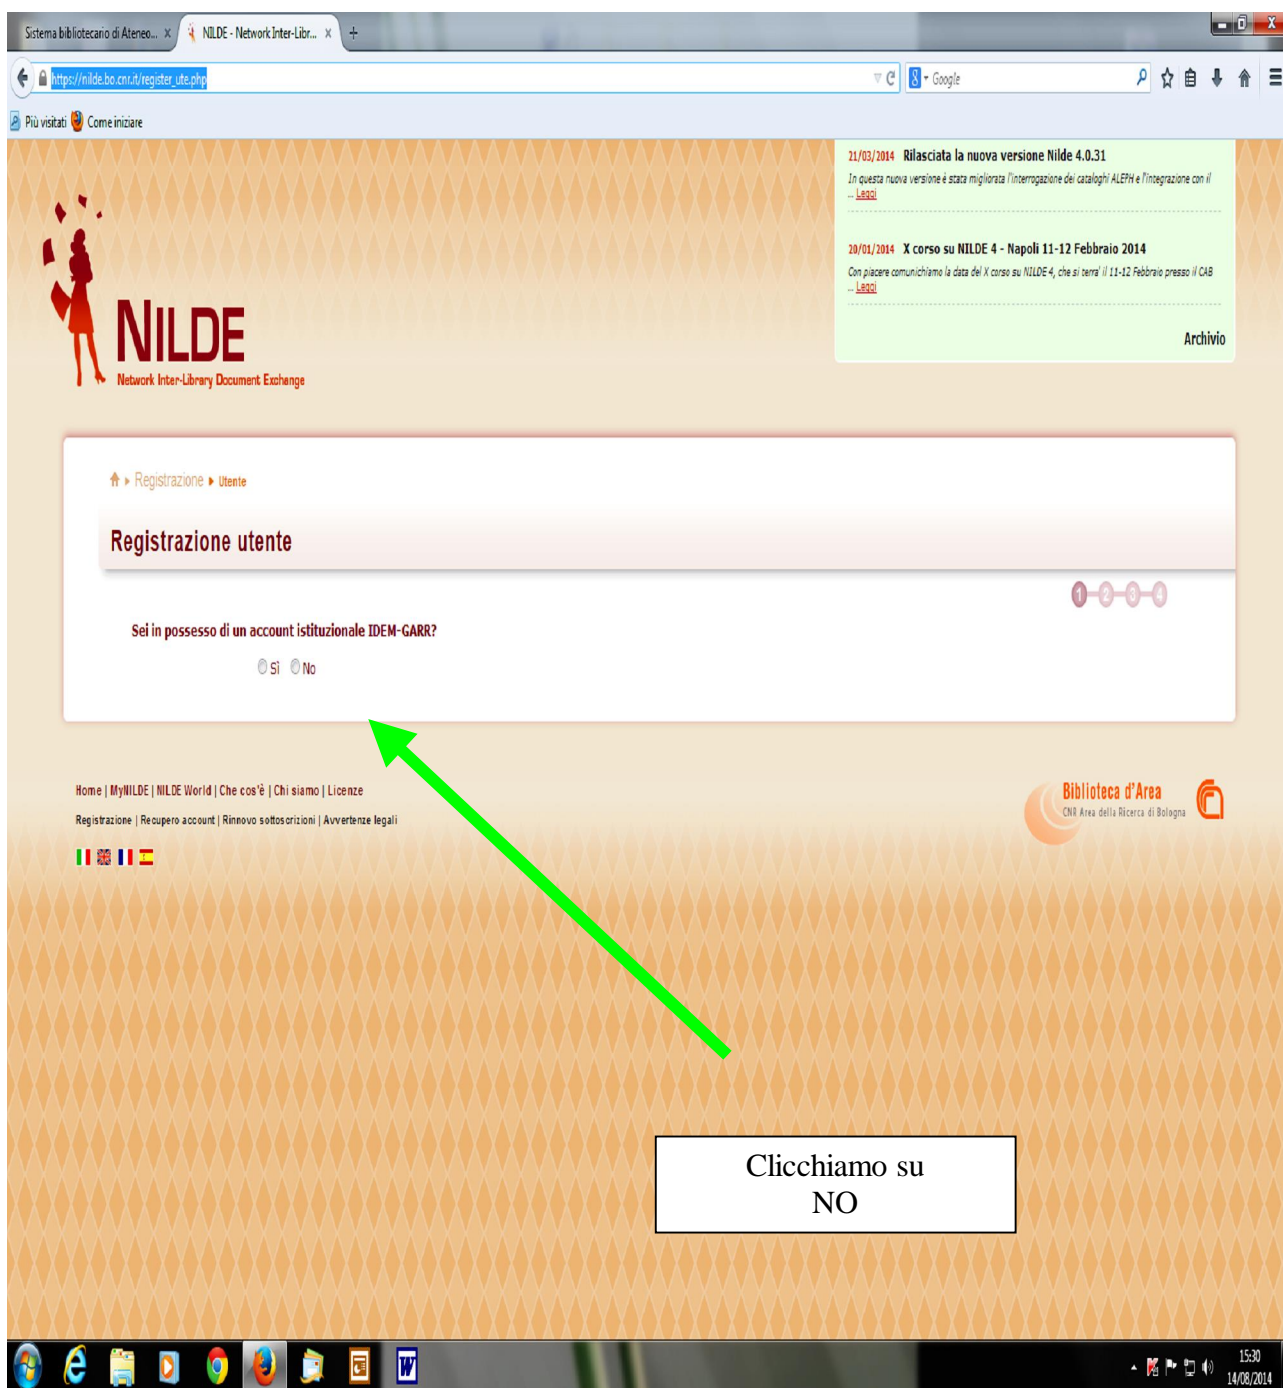 Sistema bibliotecario di Ateneo... x
NILDE - Network Inter-Libr... x
https://nilde.bo.cnr.it/register_ute.php
Google
Più visitati
Come iniziare
21/03/2014 Rilasciata la nuova versione Nilde 4.0.31
In questa nuova versione è stata migliorata l'interrogazione dei cataloghi ALEPH e l'integrazione con il
... Leggi
20/01/2014 X corso su NILDE 4 - Napoli 11-12 Febbraio 2014
Con piacere comunichiamo la data del X corso su NILDE 4, che si terra' il 11-12 Febbraio presso il CAB
... Leggi
Archivio
NILDE
Network Inter-Library Document Exchange
Registrazione Utente
Registrazione utente
1 2 3 4
Sei in possesso di un account istituzionale IDEM-GARR?
Sì No
Home | MyNILDE | NILDE World | Che cos'è | Chi siamo | Licenze
Registrazione | Recupero account | Rinnovo sottoscrizioni | Avvertenze legali
Biblioteca d'Area
CNR Area della Ricerca di Bologna
Clicchiamo su
NO
15:30
14/08/2014